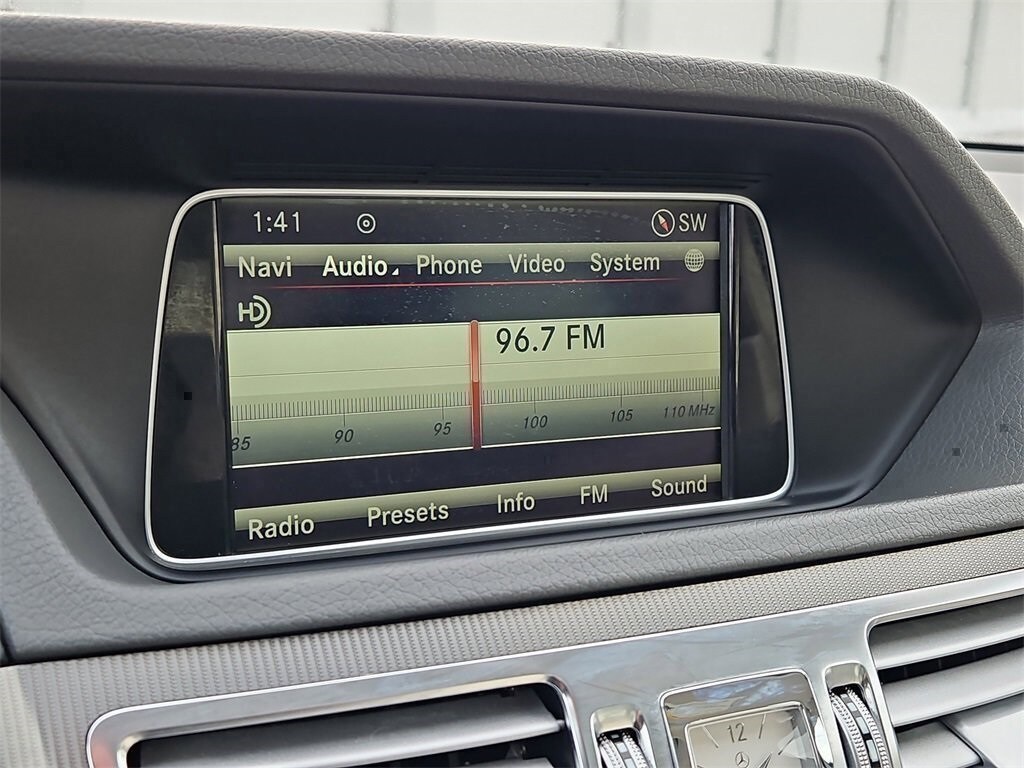 1:41 SW
Navi Audio Phone Video System
HD
96.7 FM
85 90 95 100 105 110 MHz
Radio Presets Info FM Sound
12